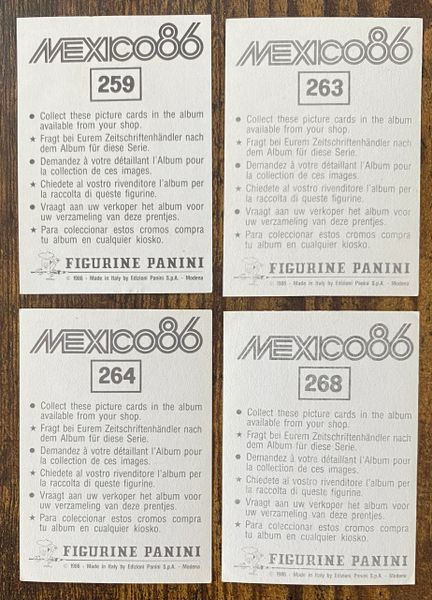 MEXICO86
259
● Collect these picture cards in the album
available from your shop.
★ Fragt bei Eurem Zeitschriftenhändler nach
dem Album für diese Serie.
● Demandez à votre détaillant l'Album pour
la collection de ces images.
★ Chiedete al vostro rivenditore l'album per
la raccolta di queste figurine.
● Vraagt aan uw verkoper het album voor
uw verzameling van deze prentjes.
★ Para coleccionar estos cromos compra
tu album en cualquier kiosko.
FIGURINE PANINI
© 1986 - Made in Italy by Edizioni Panini S.p.A. - Modena
MEXICO86
263
● Collect these picture cards in the album
available from your shop.
★ Fragt bei Eurem Zeitschriftenhändler nach
dem Album für diese Serie.
● Demandez à votre détaillant l'Album pour
la collection de ces images.
★ Chiedete al vostro rivenditore l'album per
la raccolta di queste figurine.
● Vraagt aan uw verkoper het album voor
uw verzameling van deze prentjes.
★ Para coleccionar estos cromos compra
tu album en cualquier kiosko.
FIGURINE PANINI
© 1986 - Made in Italy by Edizioni Panini S.p.A. - Modena
MEXICO86
264
● Collect these picture cards in the album
available from your shop.
★ Fragt bei Eurem Zeitschriftenhändler nach
dem Album für diese Serie.
● Demandez à votre détaillant l'Album pour
la collection de ces images.
★ Chiedete al vostro rivenditore l'album per
la raccolta di queste figurine.
● Vraagt aan uw verkoper het album voor
uw verzameling van deze prentjes.
★ Para coleccionar estos cromos compra
tu album en cualquier kiosko.
FIGURINE PANINI
© 1986 - Made in Italy by Edizioni Panini S.p.A. - Modena
MEXICO86
268
● Collect these picture cards in the album
available from your shop.
★ Fragt bei Eurem Zeitschriftenhändler nach
dem Album für diese Serie.
● Demandez à votre détaillant l'Album pour
la collection de ces images.
★ Chiedete al vostro rivenditore l'album per
la raccolta di queste figurine.
● Vraagt aan uw verkoper het album voor
uw verzameling van deze prentjes.
★ Para coleccionar estos cromos compra
tu album en cualquier kiosko.
FIGURINE PANINI
© 1986 - Made in Italy by Edizioni Panini S.p.A. - Modena